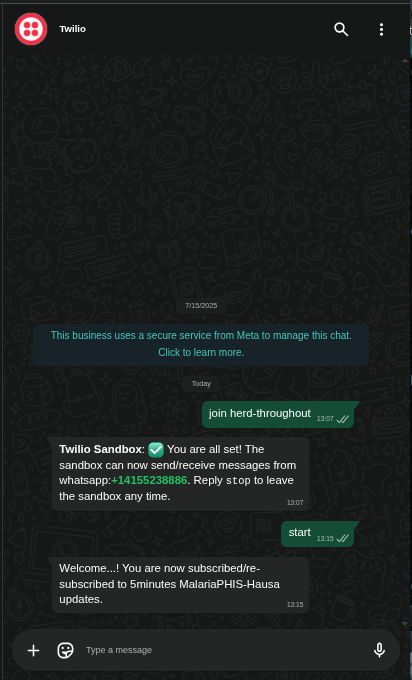 Twilio
7/15/2025
This business uses a secure service from Meta to manage this chat.
Click to learn more.
Today
join herd-throughout
13:07
Twilio Sandbox: ✅ You are all set! The
sandbox can now send/receive messages from
whatsapp:+14155238886. Reply stop to leave
the sandbox any time.
13:07
start
13:15
Welcome...! You are now subscribed/re-
subscribed to 5minutes MalariaPHIS-Hausa
updates.
13:15
Type a message